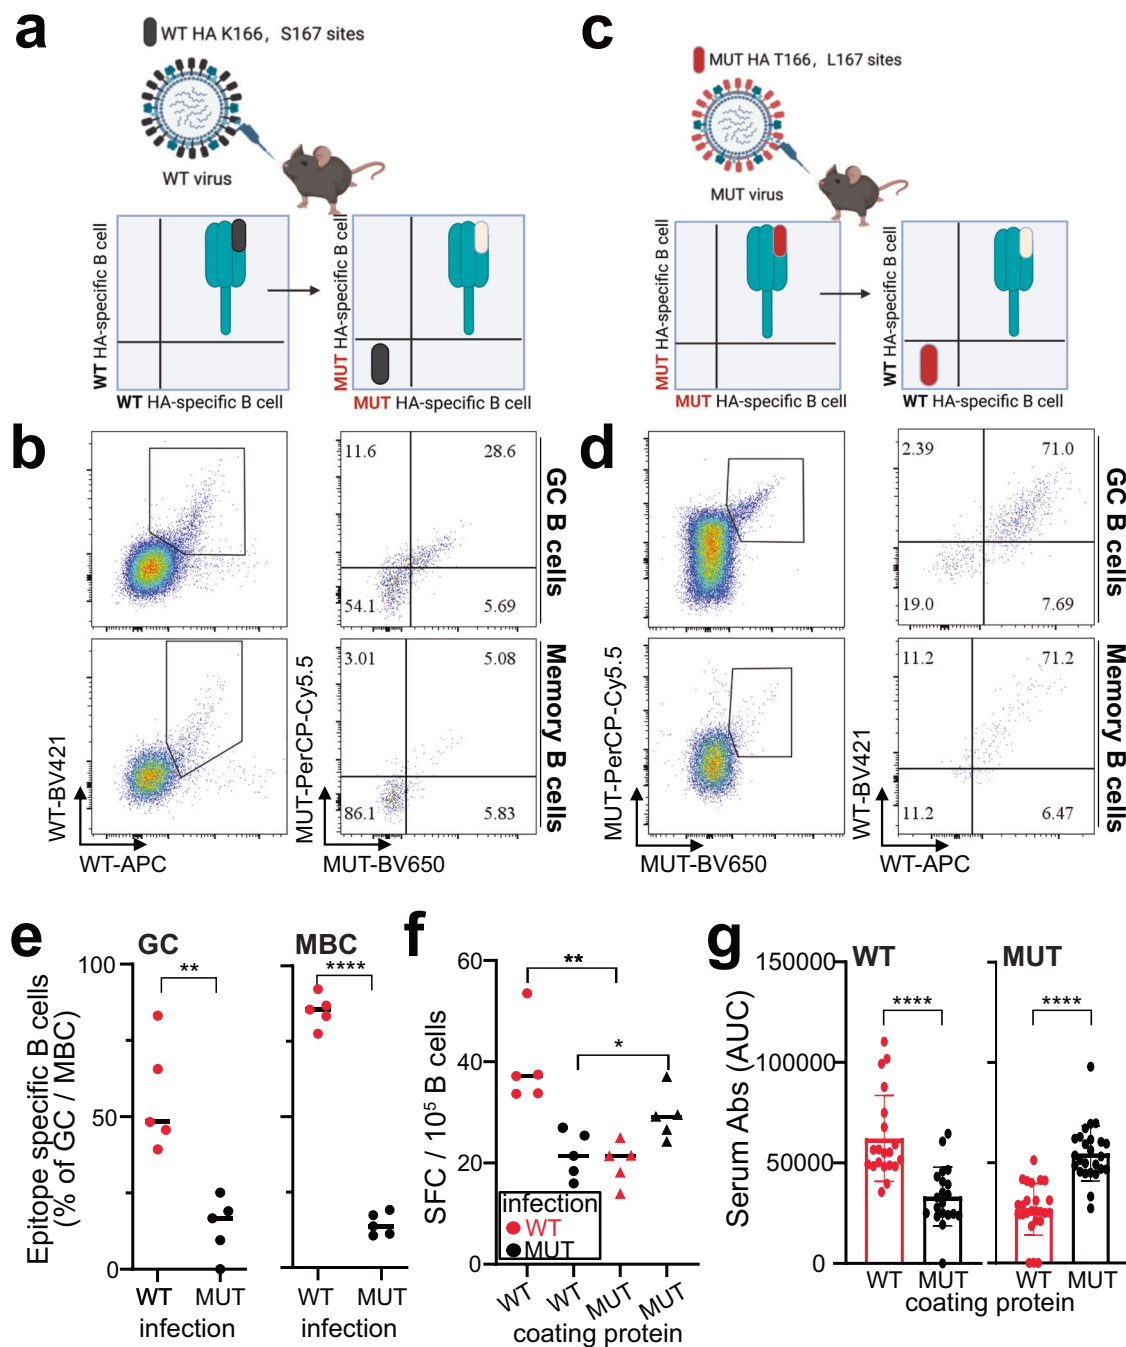 a
WT HA K166, S167 sites
WT virus
WT HA-specific B cell
WT HA-specific B cell
MUT HA-specific B cell
MUT HA-specific B cell
c
MUT HA T166, L167 sites
MUT virus
MUT HA-specific B cell
MUT HA-specific B cell
WT HA-specific B cell
WT HA-specific B cell
b
11.6
28.6
54.1
5.69
GC B cells
3.01
5.08
86.1
5.83
Memory B cells
WT-BV421
WT-APC
MUT-PerCP-Cy5.5
MUT-BV650
d
2.39
71.0
19.0
7.69
GC B cells
11.2
71.2
11.2
6.47
Memory B cells
MUT-PerCP-Cy5.5
MUT-BV650
WT-BV421
WT-APC
e
GC
MBC
Epitope specific B cells
(% of GC / MBC)
100
50
0
**
****
WT
MUT
WT
MUT
infection
infection
f
SFC / 10⁵ B cells
60
40
20
0
**
*
infection
WT
MUT
WT
WT
MUT
MUT
coating protein
g
WT
MUT
Serum Abs (AUC)
150000
100000
50000
0
****
****
WT
MUT
WT
MUT
coating protein